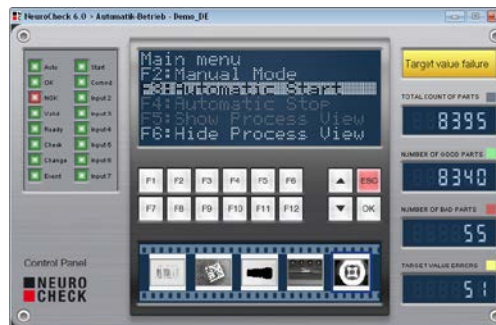 NeuroCheck 6.0 > Automatik-Betrieb - Demo_DE
Auto
Start
OK
Comnd
NOK
Input 2
Valid
Input 3
Ready
Input 4
Check
Input 5
Change
Input 6
Event
Input 7
Main menu
F2:Manual Mode
F3:Automatic Start
F4:Automatic Stop
F5:Show Process View
F6:Hide Process View
F1 F2 F3 F4 F5 F6 ▲ ESC
F7 F8 F9 F10 F11 F12 ▼ OK
Target value failure
TOTAL COUNT OF PARTS
8395
NUMBER OF GOOD PARTS
8340
NUMBER OF BAD PARTS
55
TARGET VALUE ERRORS
51
Control Panel
NEURO
CHECK